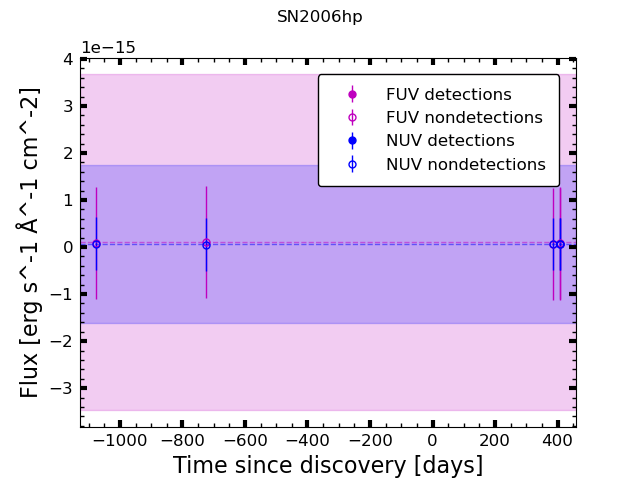 SN2006hp
1e−15
4
3
2
1
0
−1
−2
−3
Flux [erg s^-1 Å^-1 cm^-2]
FUV detections
FUV nondetections
NUV detections
NUV nondetections
−1000 −800 −600 −400 −200 0 200 400
Time since discovery [days]